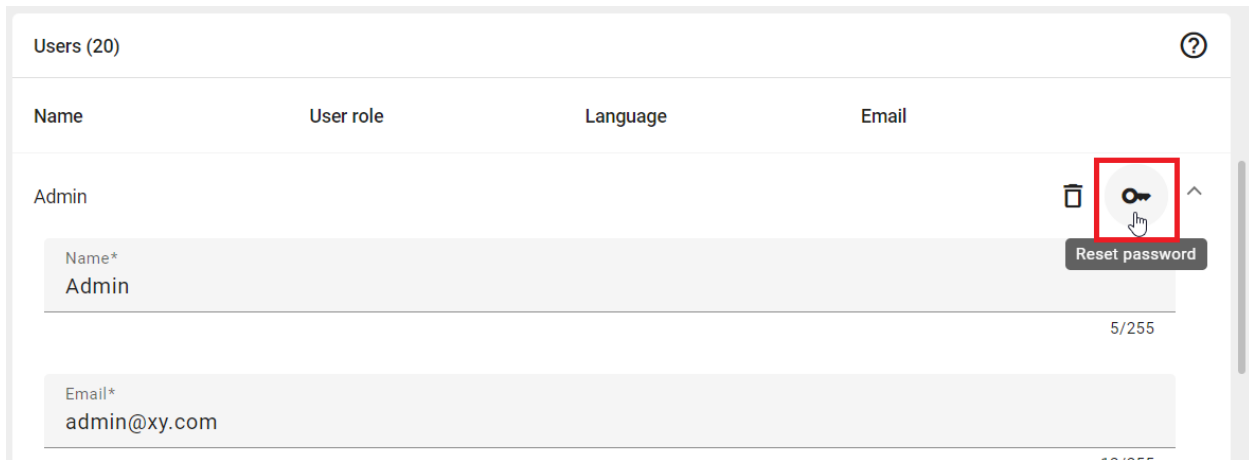 Users (20)
Name User role Language Email
Admin
Reset password
Name*
Admin
5/255
Email*
admin@xy.com